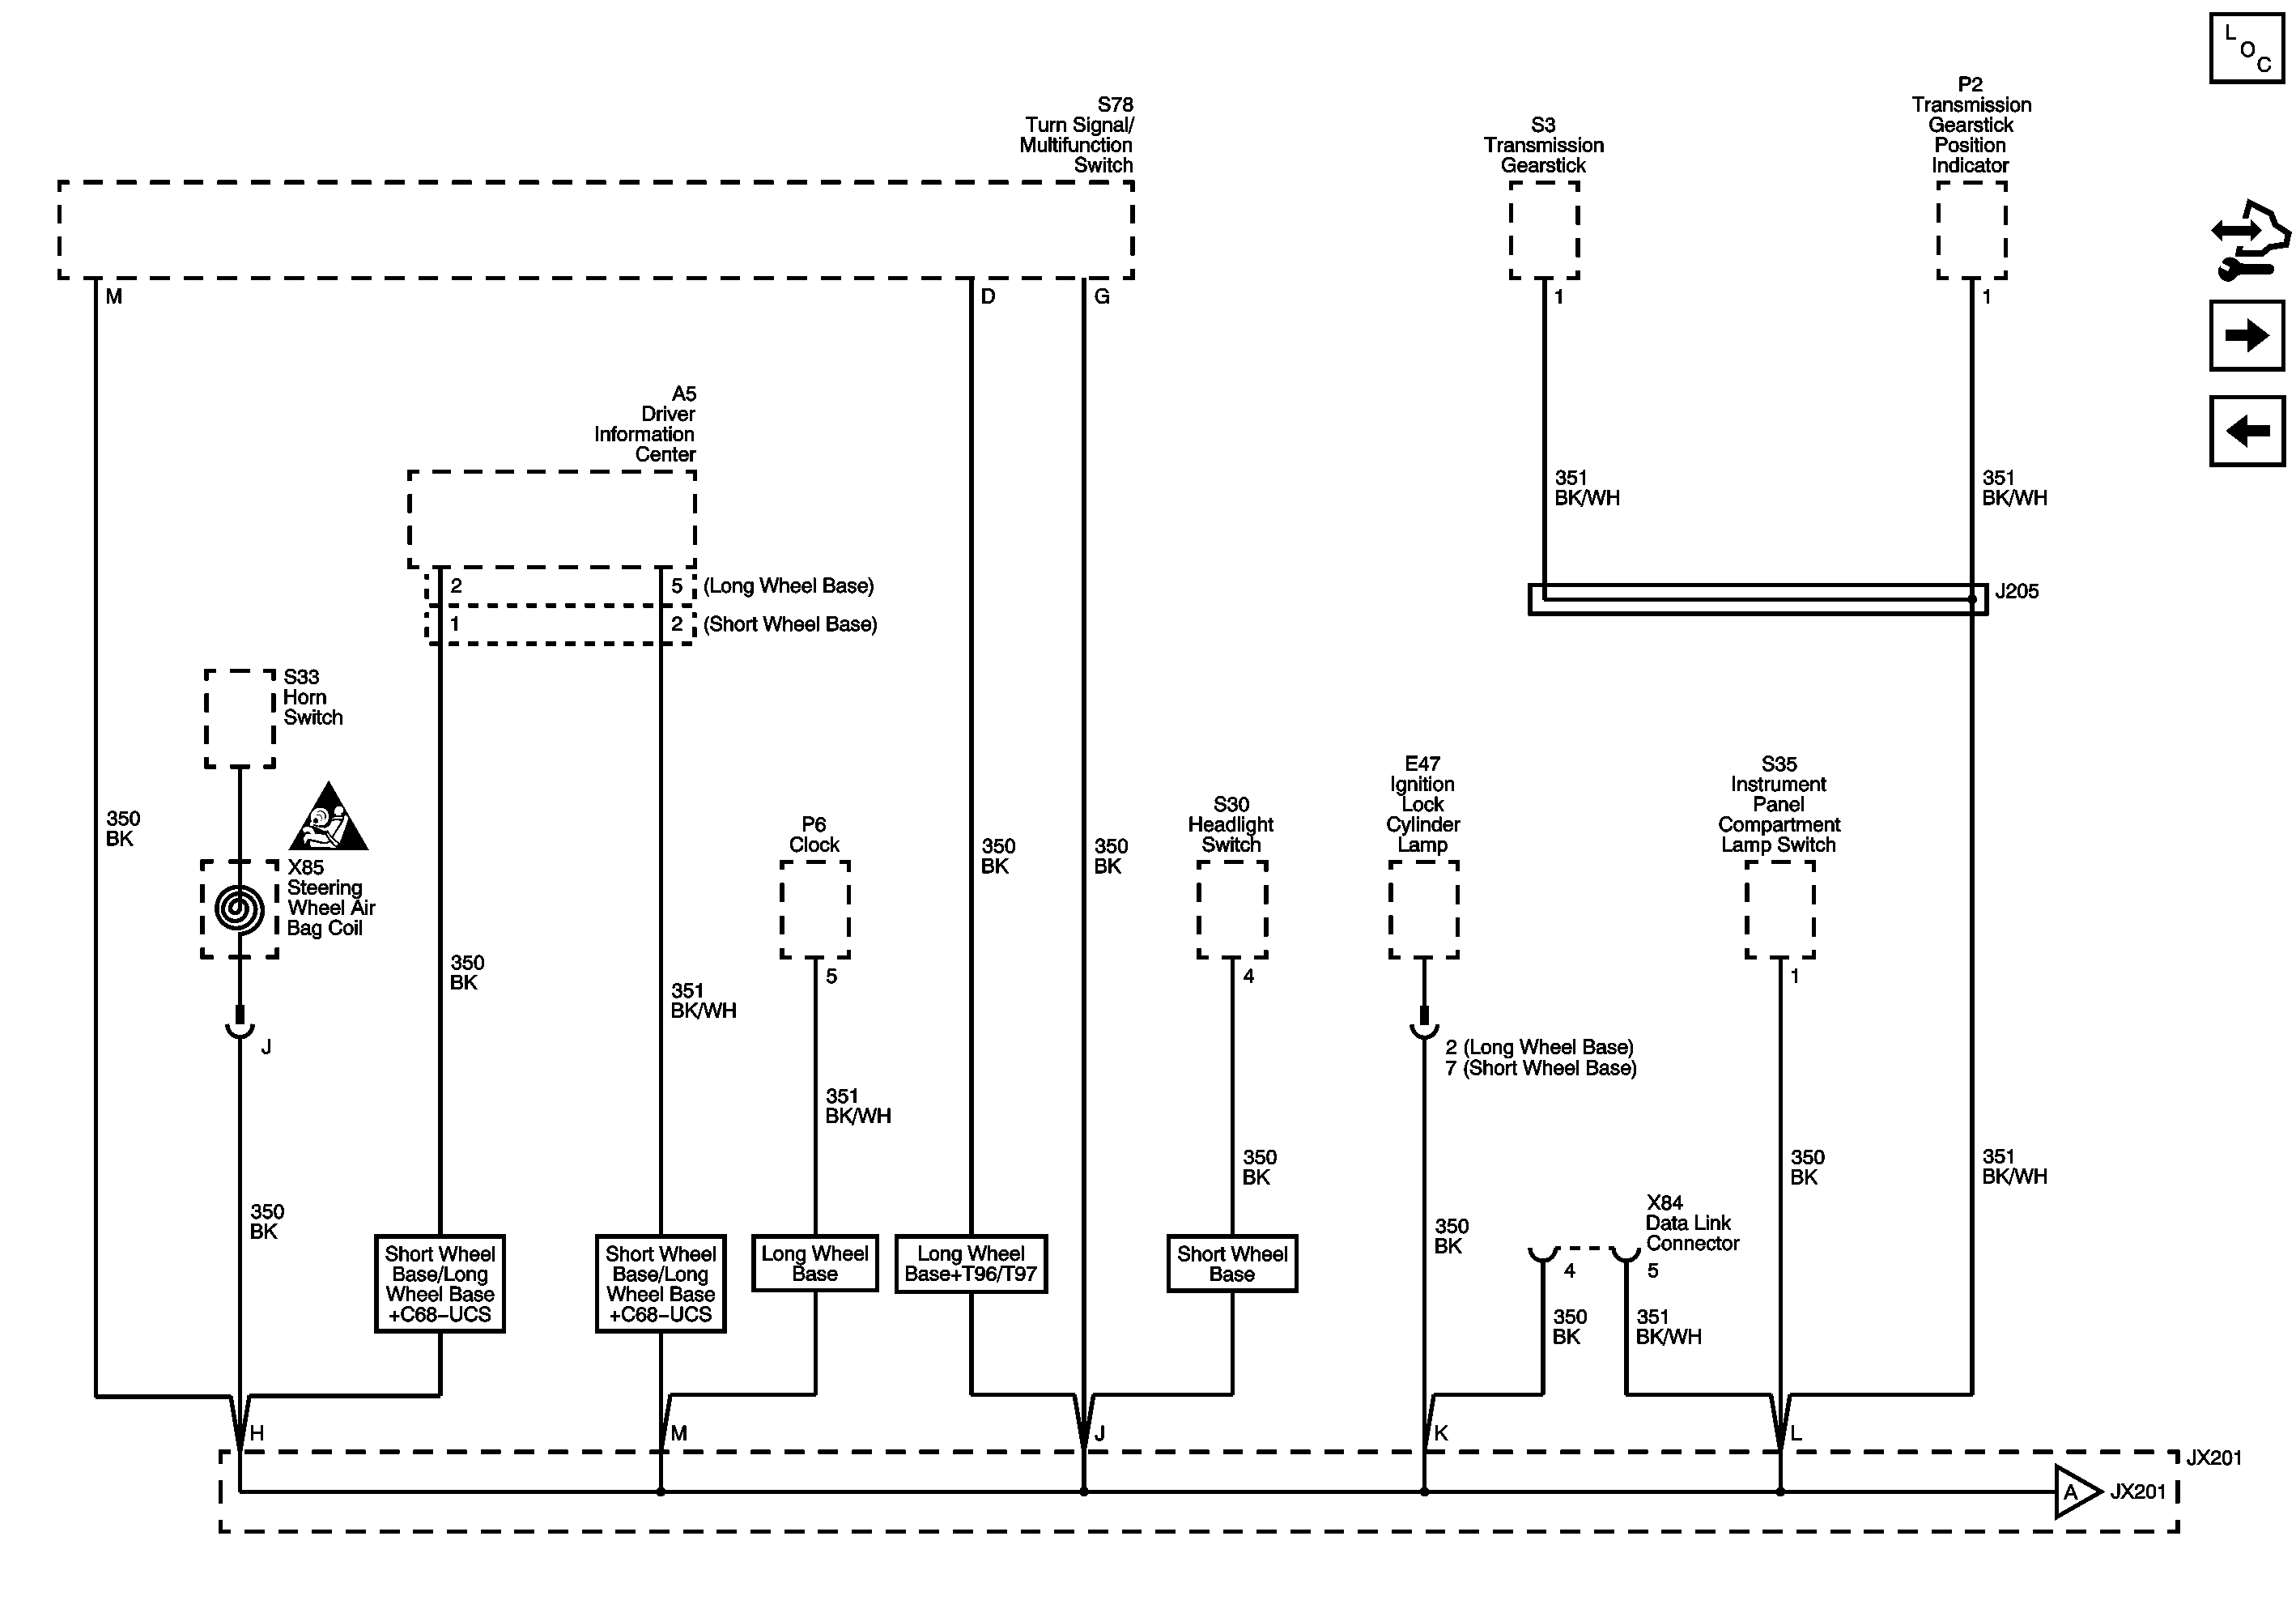 L
O
C
S78
Turn Signal/
Multifunction
Switch
S3
Transmission
Gearstick
P2
Transmission
Gearstick
Position
Indicator
M
D
G
1
1
A5
Driver
Information
Center
351
BK/WH
351
BK/WH
2
5
(Long Wheel Base)
1
2
(Short Wheel Base)
J205
S33
Horn
Switch
350
BK
X85
Steering
Wheel Air
Bag Coil
J
350
BK
350
BK
351
BK/WH
P6
Clock
5
351
BK/WH
350
BK
350
BK
S30
Headlight
Switch
4
350
BK
E47
Ignition
Lock
Cylinder
Lamp
2 (Long Wheel Base)
7 (Short Wheel Base)
350
BK
S35
Instrument
Panel
Compartment
Lamp Switch
1
350
BK
351
BK/WH
X84
Data Link
Connector
4
5
350
BK
351
BK/WH
Short Wheel
Base/Long
Wheel Base
+C68-UCS
Short Wheel
Base/Long
Wheel Base
+C68-UCS
Long Wheel
Base
Long Wheel
Base+T96/T97
Short Wheel
Base
H
M
J
K
L
JX201
A
JX201